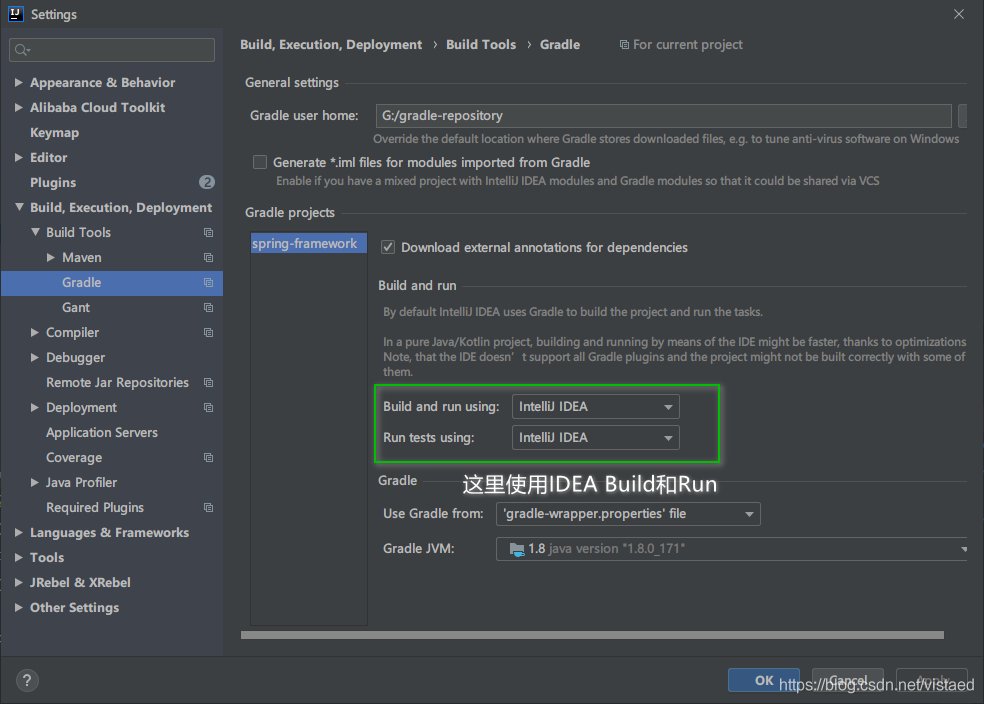 Settings
Build, Execution, Deployment › Build Tools › Gradle For current project
Appearance & Behavior
Alibaba Cloud Toolkit
Keymap
Editor
Plugins 2
Build, Execution, Deployment
Build Tools
Maven
Gradle
Gant
Compiler
Debugger
Remote Jar Repositories
Deployment
Application Servers
Coverage
Java Profiler
Required Plugins
Languages & Frameworks
Tools
JRebel & XRebel
Other Settings
General settings
Gradle user home: G:/gradle-repository
Override the default location where Gradle stores downloaded files, e.g. to tune anti-virus software on Windows
Generate *.iml files for modules imported from Gradle
Enable if you have a mixed project with IntelliJ IDEA modules and Gradle modules so that it could be shared via VCS
Gradle projects
spring-framework
Download external annotations for dependencies
Build and run
By default IntelliJ IDEA uses Gradle to build the project and run the tasks.
In a pure Java/Kotlin project, building and running by means of the IDE might be faster, thanks to optimizations
Note, that the IDE doesn't support all Gradle plugins and the project might not be built correctly with some of
them.
Build and run using: IntelliJ IDEA
Run tests using: IntelliJ IDEA
Gradle
这里使用IDEA Build和Run
Use Gradle from: 'gradle-wrapper.properties' file
Gradle JVM: 1.8 java version "1.8.0_171"
? OK Cancel Apply
https://blog.csdn.net/vistaed